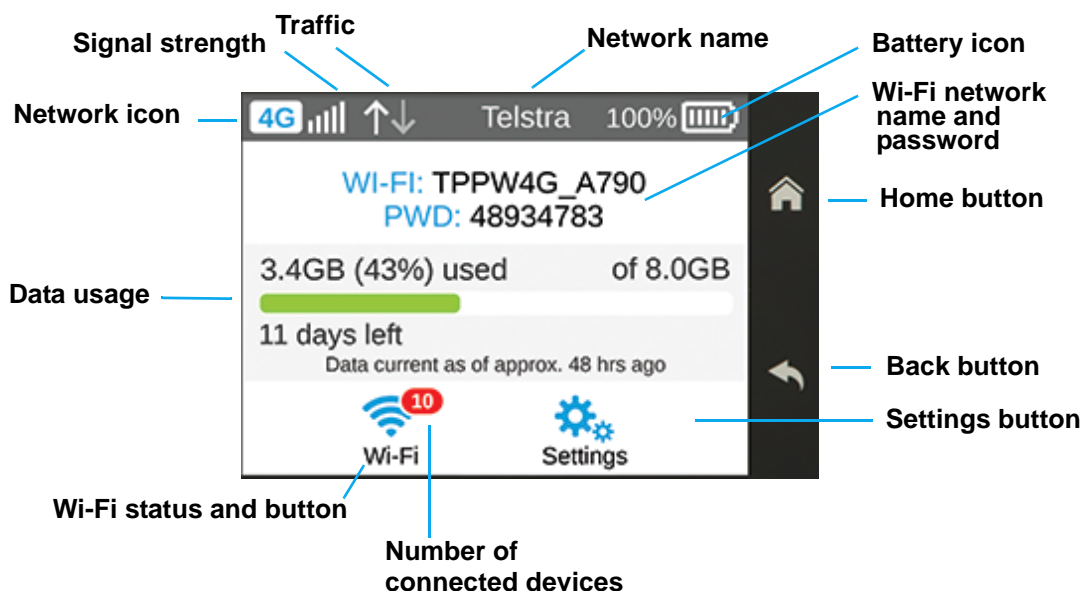 Traffic
Signal strength
Network name
Battery icon
Network icon
Wi-Fi network
name and
password
4G
Telstra
100%
WI-FI: TPPW4G_A790
PWD: 48934783
Home button
3.4GB (43%) used
of 8.0GB
Data usage
11 days left
Data current as of approx. 48 hrs ago
Back button
10
Settings button
Wi-Fi
Settings
Wi-Fi status and button
Number of
connected devices